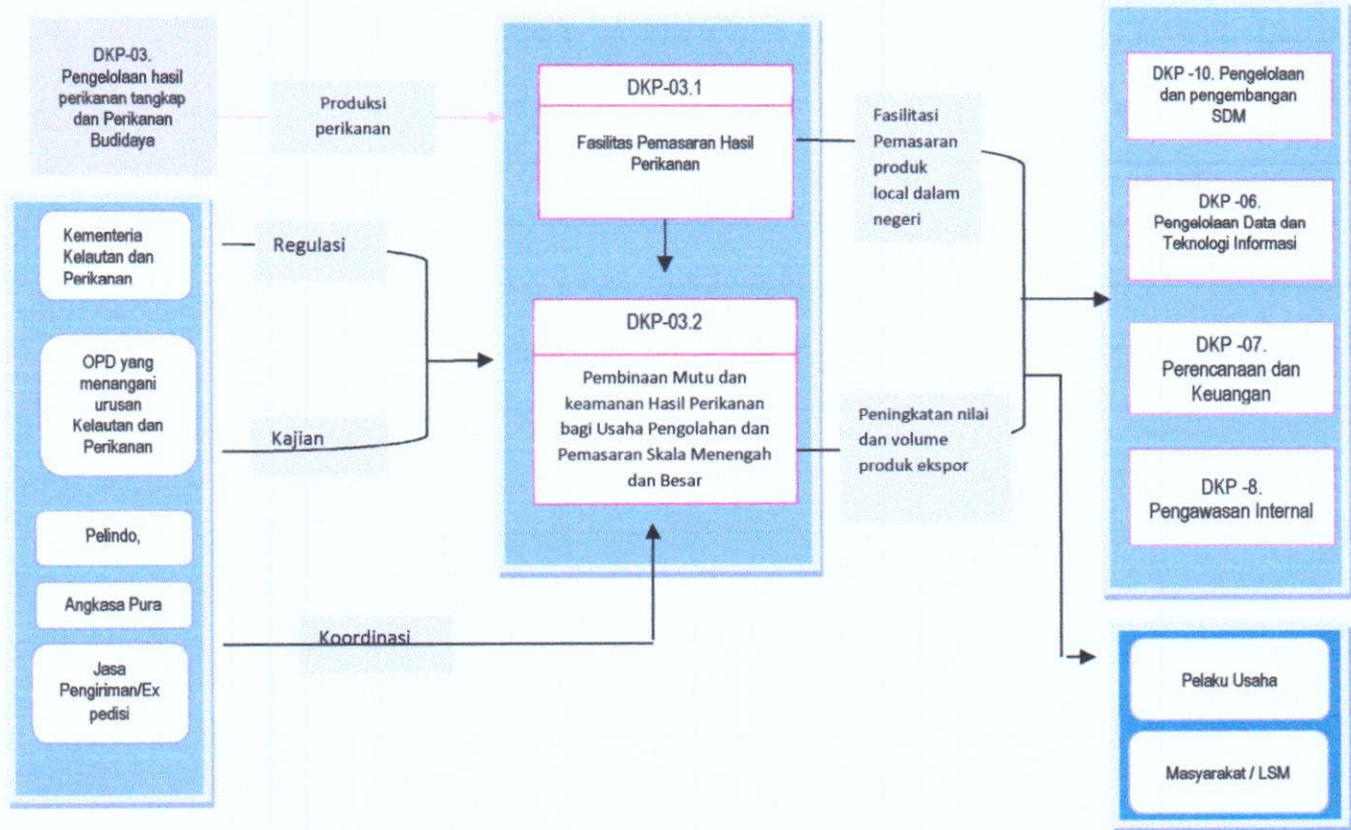 DKP-03.
Pengelolaan hasil
perikanan tangkap
dan Perikanan
Budidaya
Produksi
perikanan
Kementeria
Kelautan dan
Perikanan
OPD yang
menangani
urusan
Kelautan dan
Perikanan
Pelindo,
Angkasa Pura
Jasa
Pengiriman/Ex
pedisi
Regulasi
Kajian
Koordinasi
DKP-03.1
Fasilitas Pemasaran Hasil
Perikanan
DKP-03.2
Pembinaan Mutu dan
keamanan Hasil Perikanan
bagi Usaha Pengolahan dan
Pemasaran Skala Menengah
dan Besar
Fasilitasi
Pemasaran
produk
local dalam
negeri
Peningkatan nilai
dan volume
produk ekspor
DKP -10. Pengelolaan
dan pengembangan
SDM
DKP -06.
Pengelolaan Data dan
Teknologi Informasi
DKP -07.
Perencanaan dan
Keuangan
DKP -8.
Pengawasan Internal
Pelaku Usaha
Masyarakat / LSM